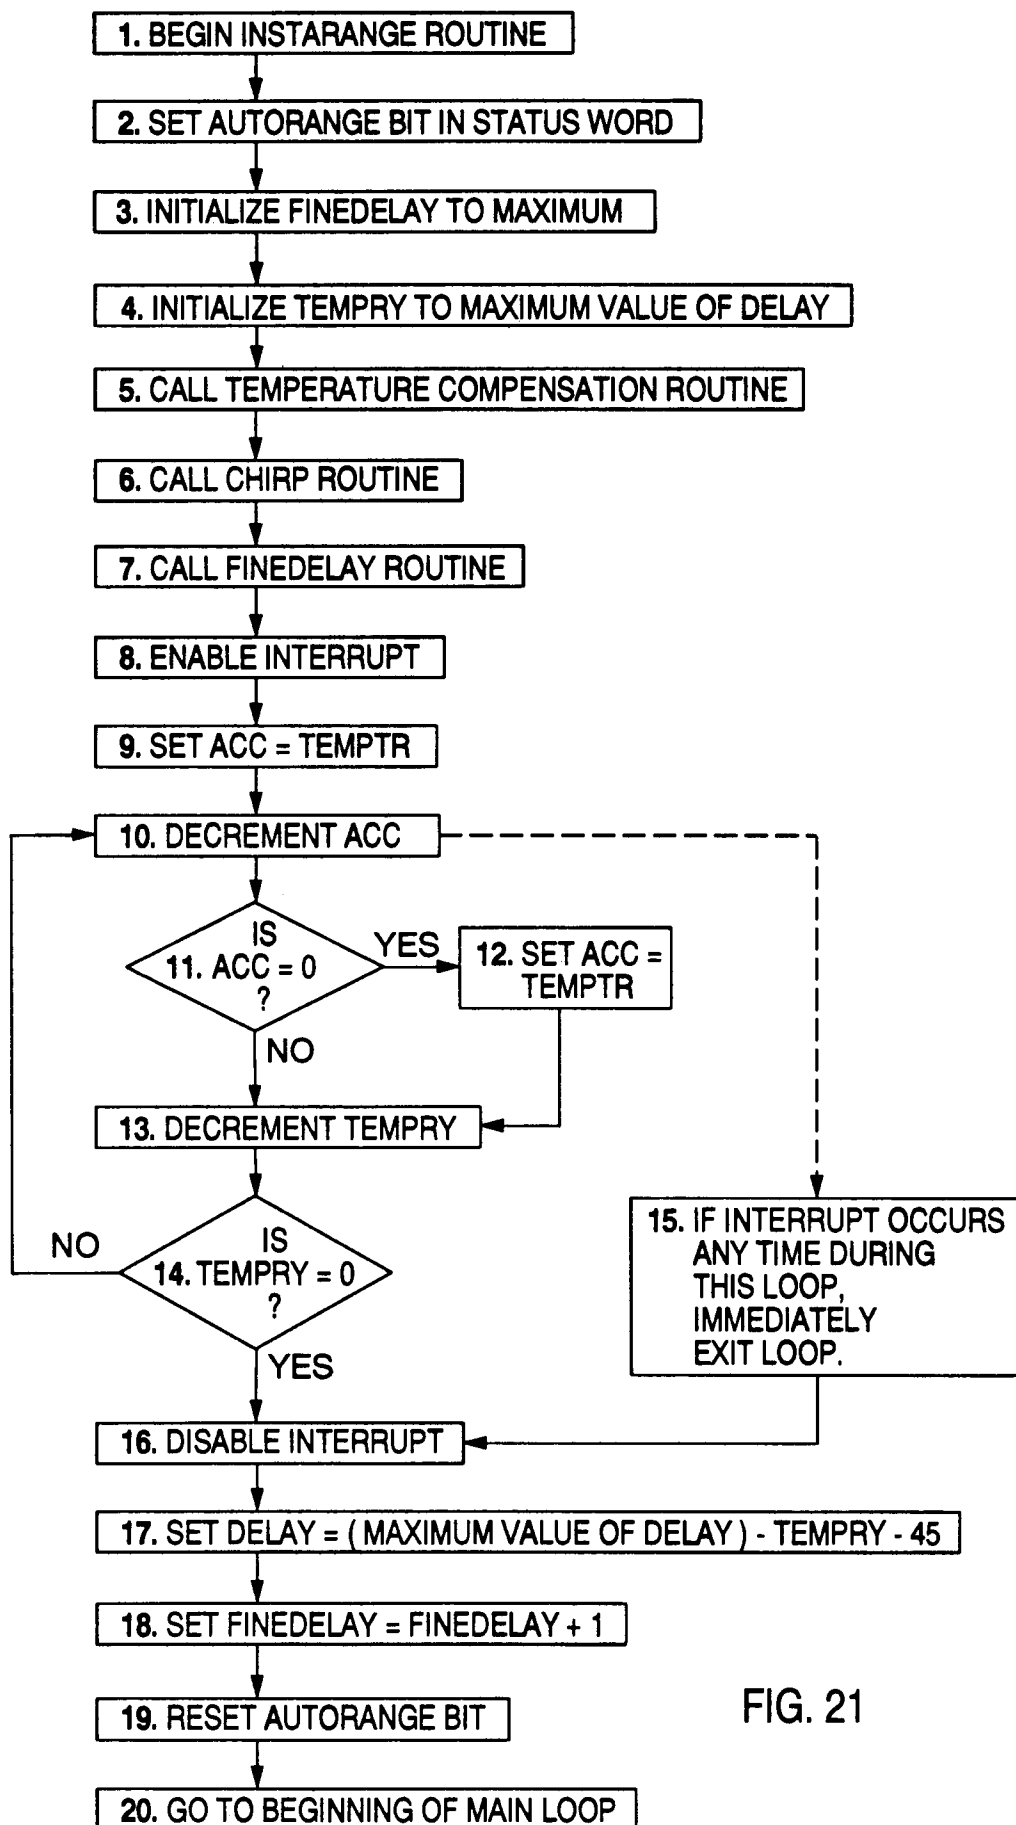 1. BEGIN INSTARANGE ROUTINE
2. SET AUTORANGE BIT IN STATUS WORD
3. INITIALIZE FINEDELAY TO MAXIMUM
4. INITIALIZE TEMPRY TO MAXIMUM VALUE OF DELAY
5. CALL TEMPERATURE COMPENSATION ROUTINE
6. CALL CHIRP ROUTINE
7. CALL FINEDELAY ROUTINE
8. ENABLE INTERRUPT
9. SET ACC = TEMPTR
10. DECREMENT ACC
IS
11. ACC = 0
?
YES
12. SET ACC =
TEMPTR
NO
13. DECREMENT TEMPRY
IS
14. TEMPRY = 0
?
NO
YES
15. IF INTERRUPT OCCURS
ANY TIME DURING
THIS LOOP,
IMMEDIATELY
EXIT LOOP.
16. DISABLE INTERRUPT
17. SET DELAY = ( MAXIMUM VALUE OF DELAY ) - TEMPRY - 45
18. SET FINEDELAY = FINEDELAY + 1
19. RESET AUTORANGE BIT
20. GO TO BEGINNING OF MAIN LOOP
FIG. 21